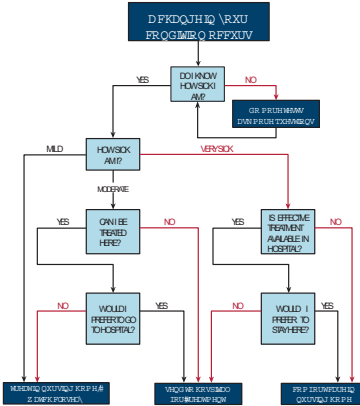 DFKDQJHIQ \RXU
FRQGLWLRQ RFFXUV
DO I KNOW
HOW SICK I
AM?
YES
NO
GR PRUH WHVWV
DVN PRUH TXHVWLRQV
MILD
HOW SICK
AM I?
VERY SICK
MODERATE
YES
CAN I BE
TREATED
HERE?
NO
YES
IS EFFECTIVE
TREATMENT
AVAILABLE IN
HOSPITAL?
NO
NO
WOULD I
PREFER TO GO
TO HOSPITAL?
YES
NO
WOULD I
PREFER TO
STAY HERE?
YES